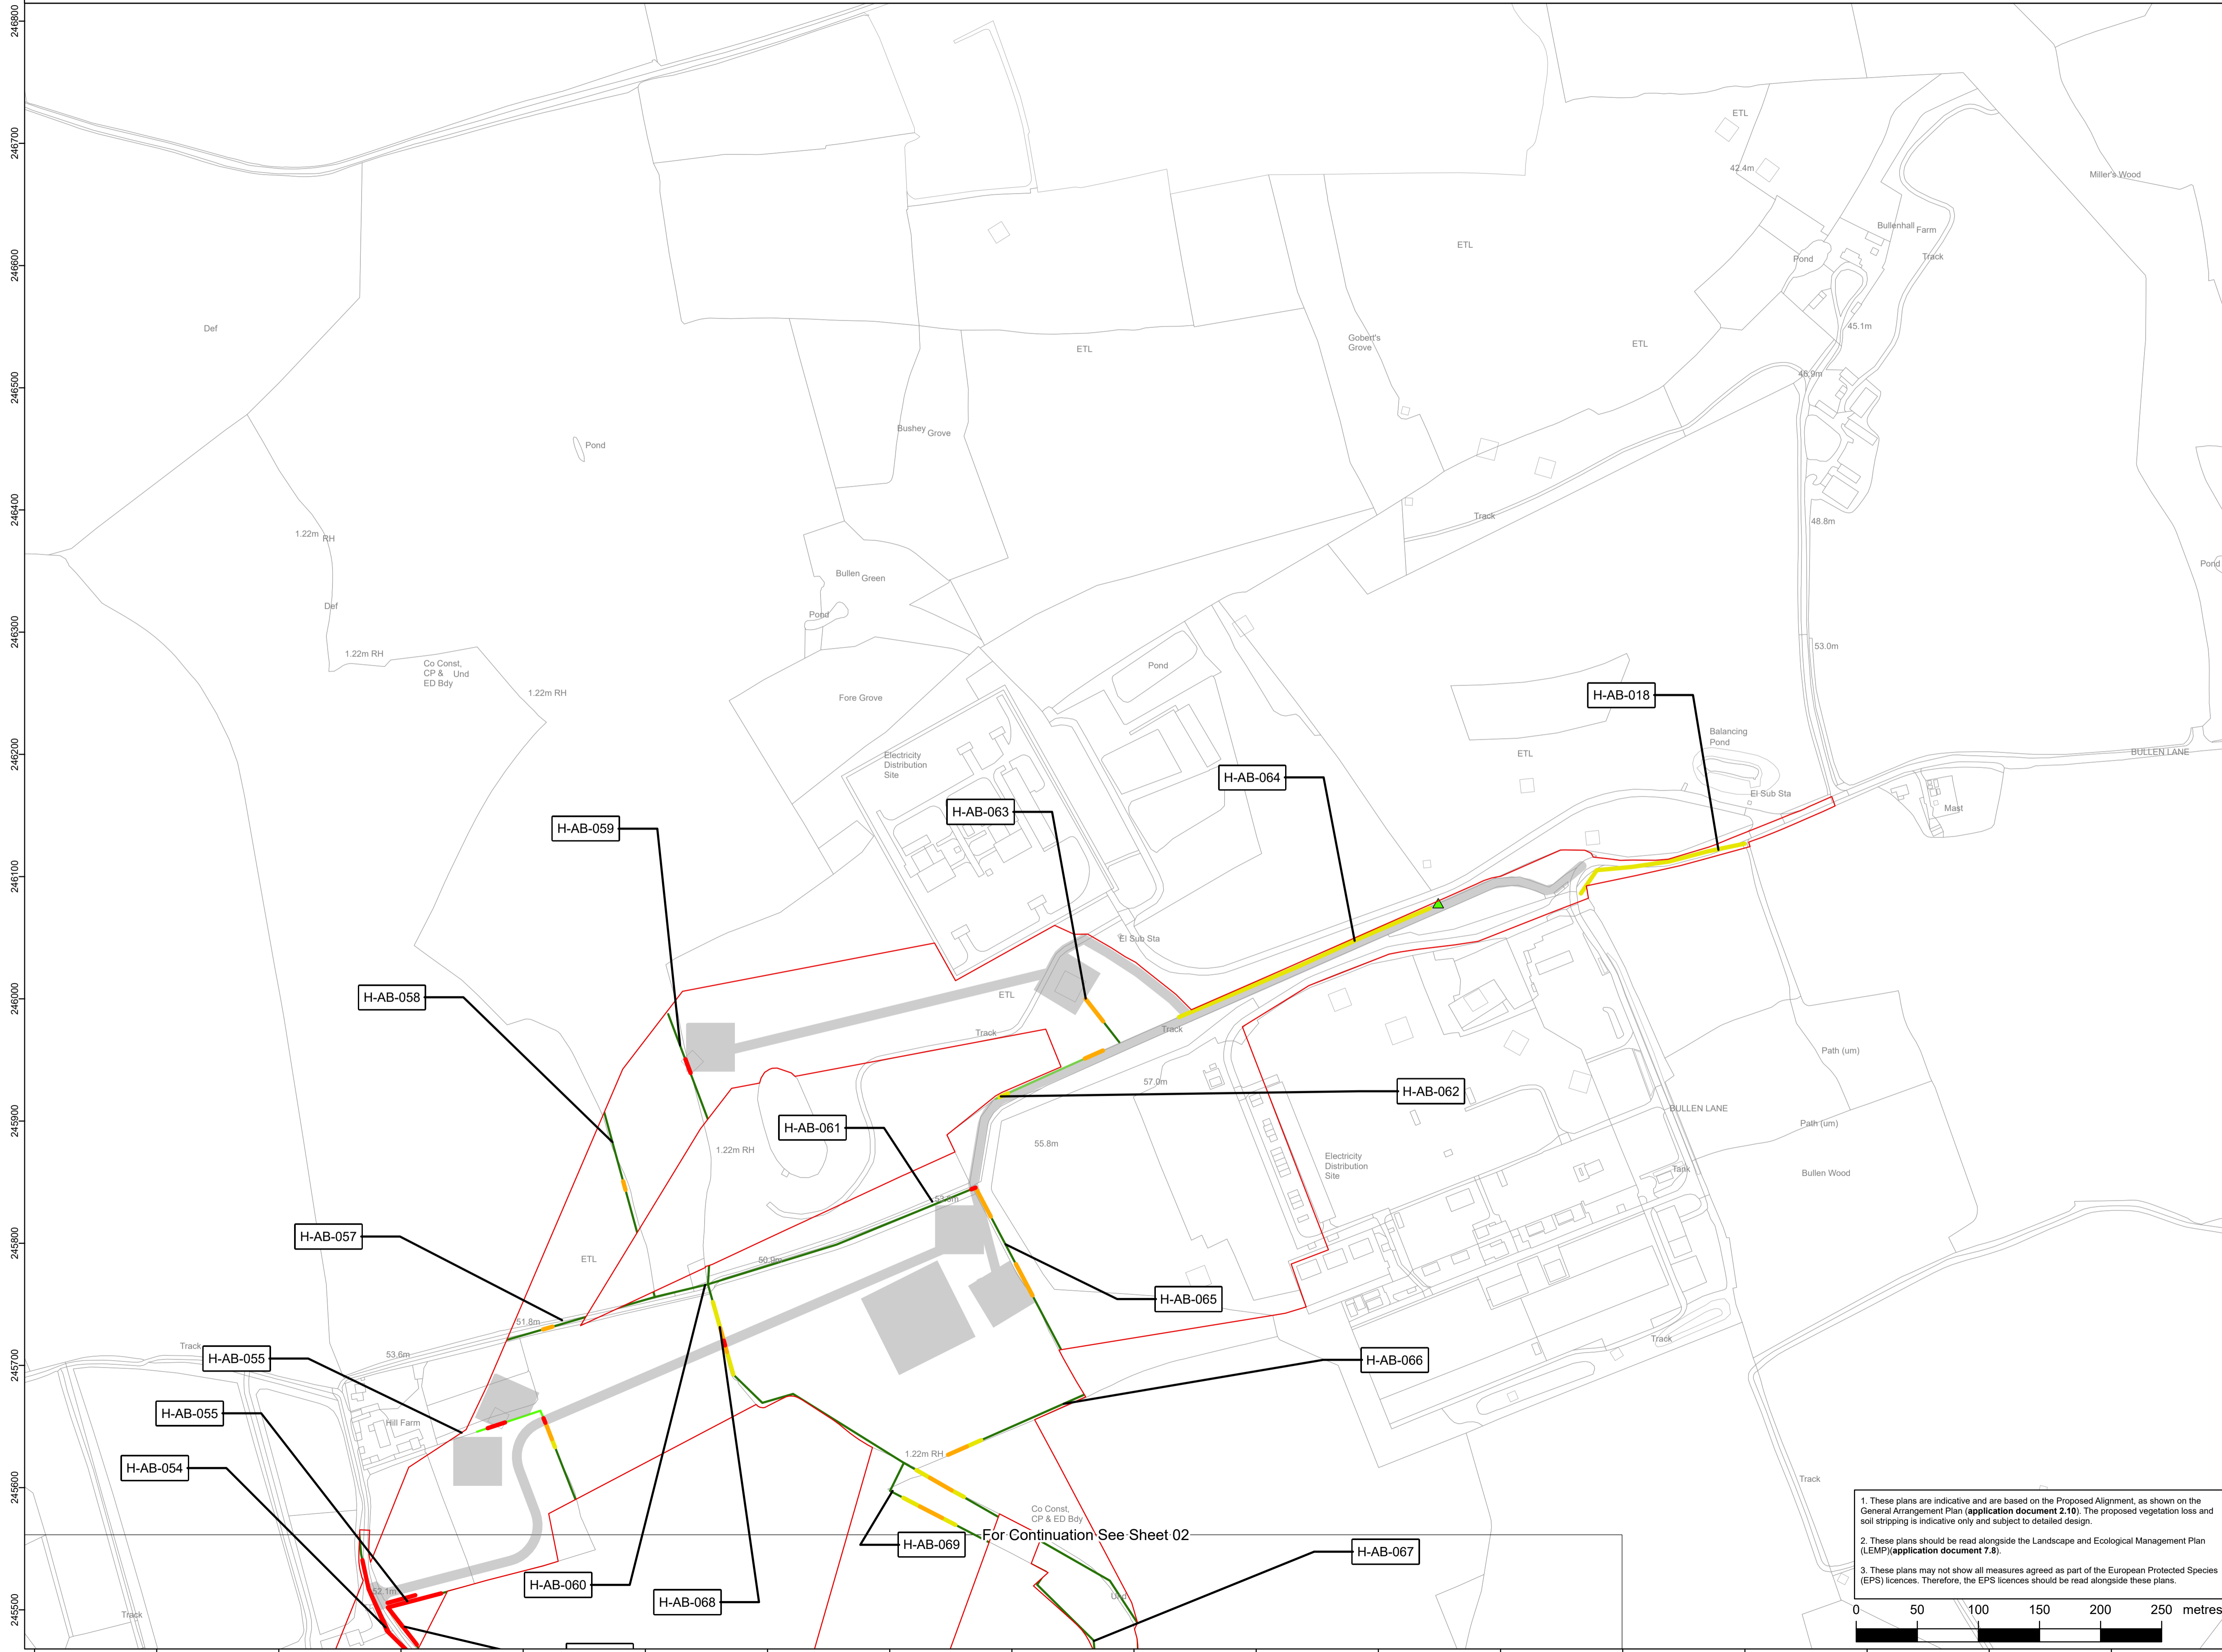 246800
246700
246600
246500
246400
246300
246200
246100
246000
245900
245800
245700
245600
245500
ETL
42.4m
Miller's Wood
Bullenhall Farm
Pond
Track
ETL
45.1m
Def
Gobert's
Grove
ETL
ETL
46.9m
Bushey Grove
Pond
Track
48.8m
1.22m RH
Bullen Green
Pond
Def
Pond
53.0m
1.22m RH
Co Const,
CP & Und
ED Bdy
1.22m RH
Pond
Fore Grove
H-AB-018
Electricity
Distribution
Site
Balancing
Pond
ETL
BULLEN LANE
H-AB-064
El Sub Sta
Mast
H-AB-063
H-AB-059
El Sub Sta
H-AB-058
ETL
Track
Track
Path (um)
57.0m
H-AB-062
BULLEN LANE
H-AB-061
Path (um)
55.8m
1.22m RH
Electricity
Distribution
Site
Tank
Bullen Wood
53.8m
H-AB-057
ETL
50.9m
H-AB-065
51.8m
Track
Track
53.6m
H-AB-055
H-AB-066
H-AB-055
Hill Farm
1.22m RH
H-AB-054
Track
Co Const,
CP & ED Bdy
For Continuation See Sheet 02
H-AB-069
H-AB-067
H-AB-060
52.1m
H-AB-068
Und
Track
1. These plans are indicative and are based on the Proposed Alignment, as shown on the
General Arrangement Plan (application document 2.10). The proposed vegetation loss and
soil stripping is indicative only and subject to detailed design.
2. These plans should be read alongside the Landscape and Ecological Management Plan
(LEMP)(application document 7.8).
3. These plans may not show all measures agreed as part of the European Protected Species
(EPS) licences. Therefore, the EPS licences should be read alongside these plans.
0 50 100 150 200 250 metres